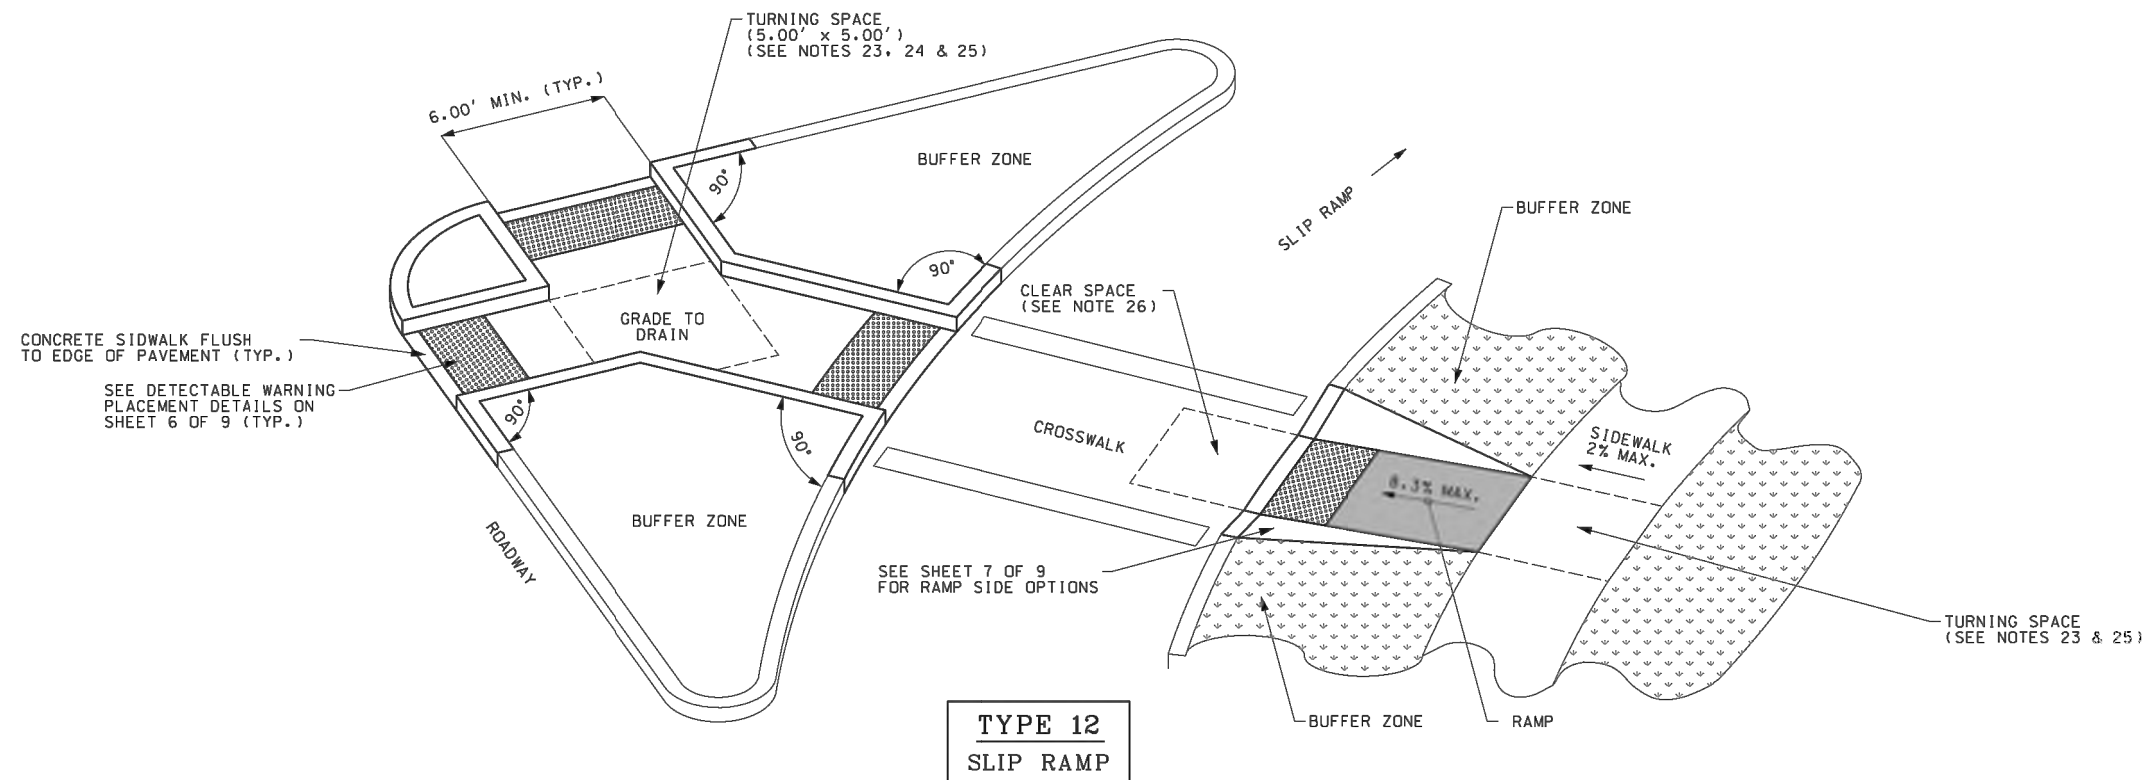 TURNING SPACE
(5.00' x 5.00')
(SEE NOTES 23, 24 & 25)
6.00' MIN. (TYP.)
BUFFER ZONE
90°
SLIP RAMP
BUFFER ZONE
90°
CLEAR SPACE
(SEE NOTE 26)
GRADE TO
DRAIN
CONCRETE SIDWALK FLUSH
TO EDGE OF PAVEMENT (TYP.)
SEE DETECTABLE WARNING
PLACEMENT DETAILS ON
SHEET 6 OF 9 (TYP.)
90°
90°
CROSSWALK
SIDEWALK
2% MAX.
8.3% MAX.
BUFFER ZONE
ROADWAY
SEE SHEET 7 OF 9
FOR RAMP SIDE OPTIONS
TURNING SPACE
(SEE NOTES 23 & 25)
BUFFER ZONE
RAMP
TYPE 12
SLIP RAMP